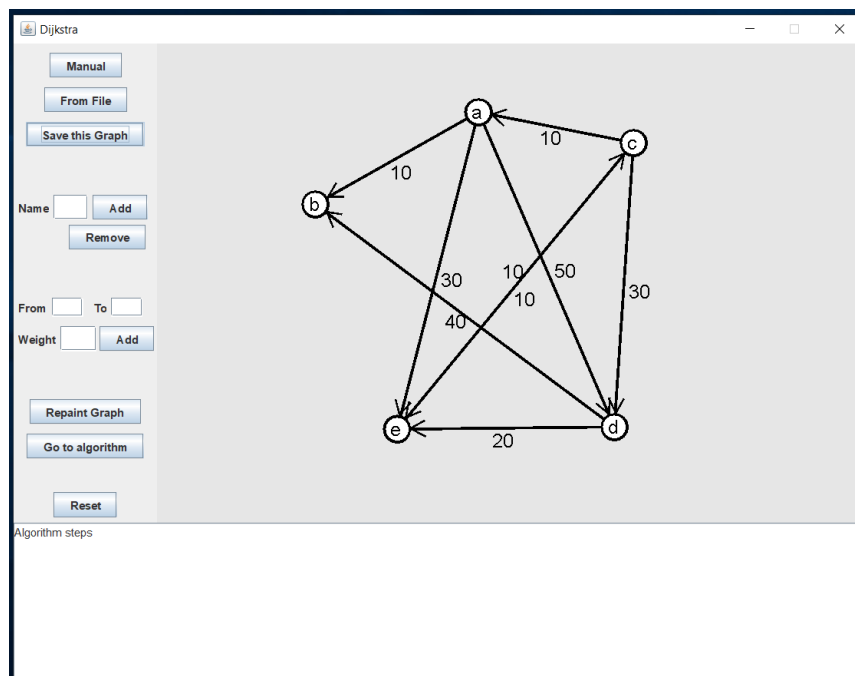 Dijkstra
Manual
From File
Save this Graph
Name
Add
Remove
From
To
Weight
Add
Repaint Graph
Go to algorithm
Reset
a
10
c
10
b
10
50
30
30
10
40
e
d
20
Algorithm steps